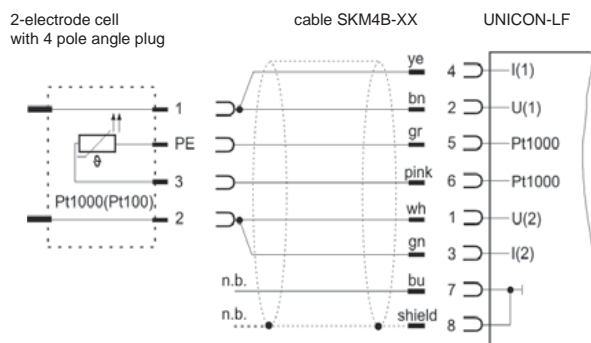 2-electrode cell
with 4 pole angle plug
cable SKM4B-XX
UNICON-LF
ye 4 I(1)
1 bn 2 U(1)
PE gr 5 Pt1000
ϑ
3 pink 6 Pt1000
Pt1000(Pt100)
2 wh 1 U(2)
gn 3 I(2)
n.b. bu 7
n.b. shield 8